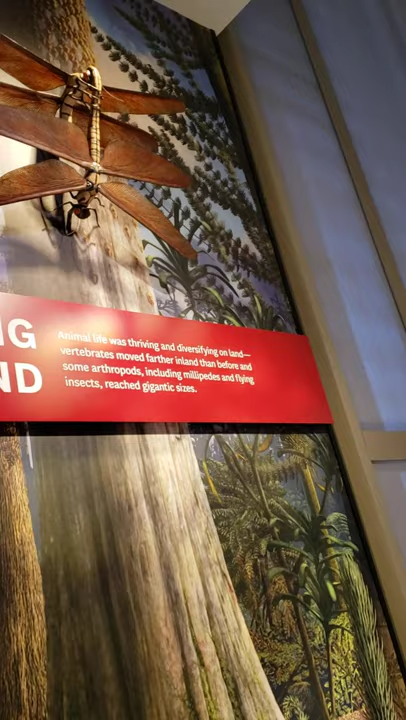 NG
ND
Animal life was thriving and diversifying on land—
vertebrates moved farther inland than before and
some arthropods, including millipedes and flying
insects, reached gigantic sizes.